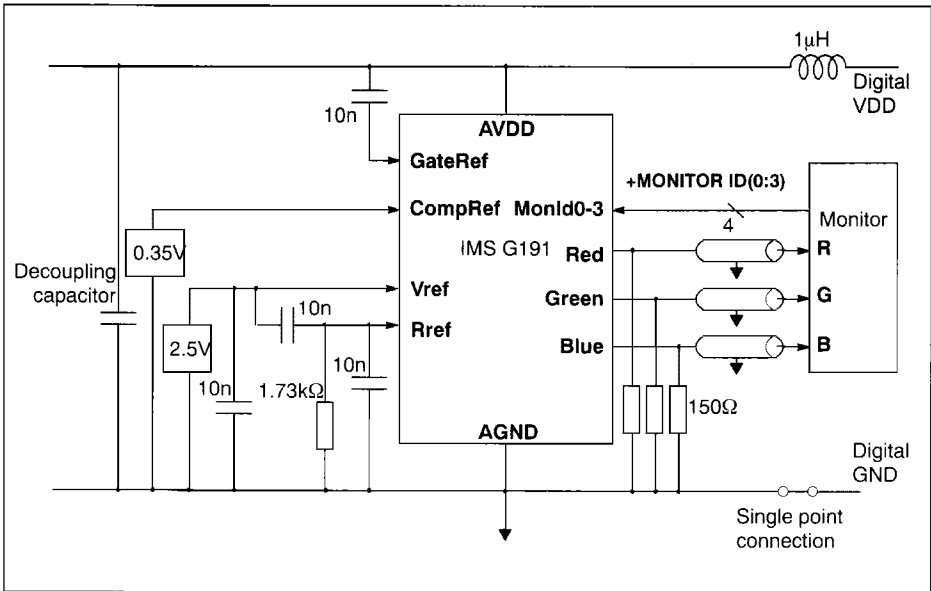 1µH
Digital
VDD
10n
AVDD
GateRef
+MONITOR ID(0:3)
CompRef
MonId0-3
4
Monitor
0.35V
IMS G191
Red
R
Decoupling
capacitor
Vref
10n
Green
G
2.5V
Rref
Blue
B
10n
1.73kΩ
10n
150Ω
AGND
Digital
GND
Single point
connection